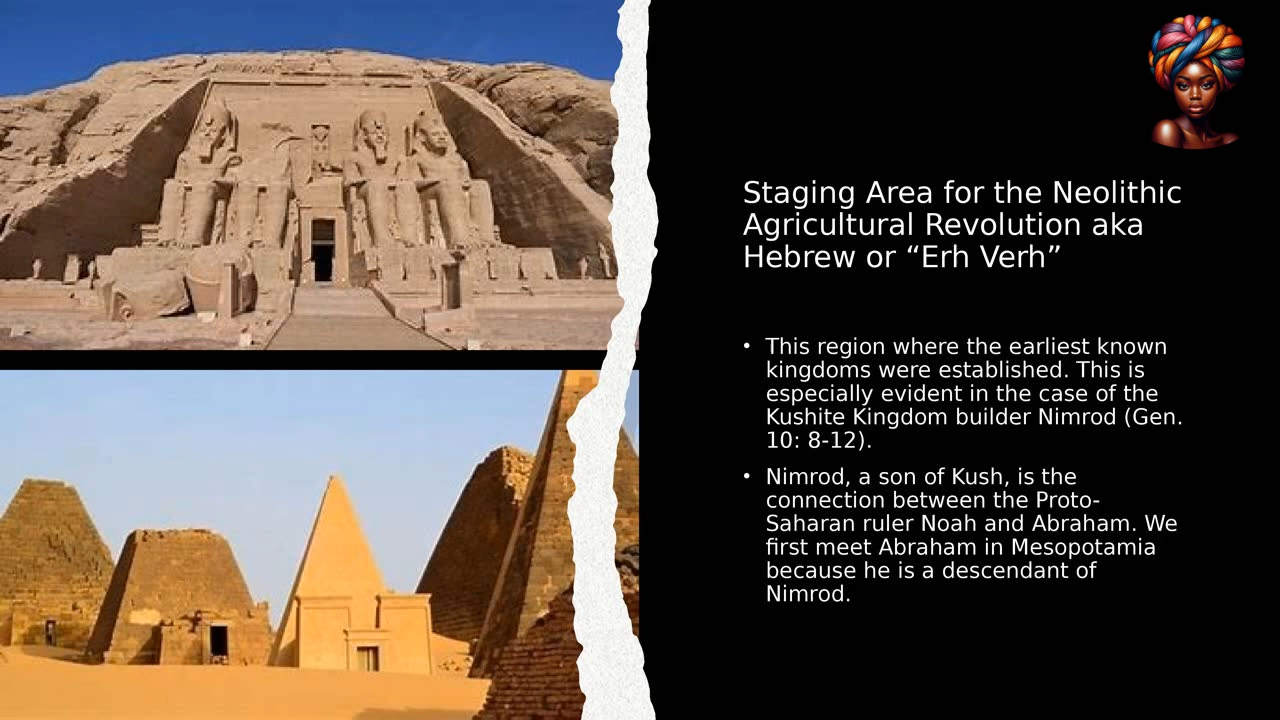 Staging Area for the Neolithic
Agricultural Revolution aka
Hebrew or “Erh Verh”
• This region where the earliest known
kingdoms were established. This is
especially evident in the case of the
Kushite Kingdom builder Nimrod (Gen.
10: 8-12).
• Nimrod, a son of Kush, is the
connection between the Proto-
Saharan ruler Noah and Abraham. We
first meet Abraham in Mesopotamia
because he is a descendant of
Nimrod.